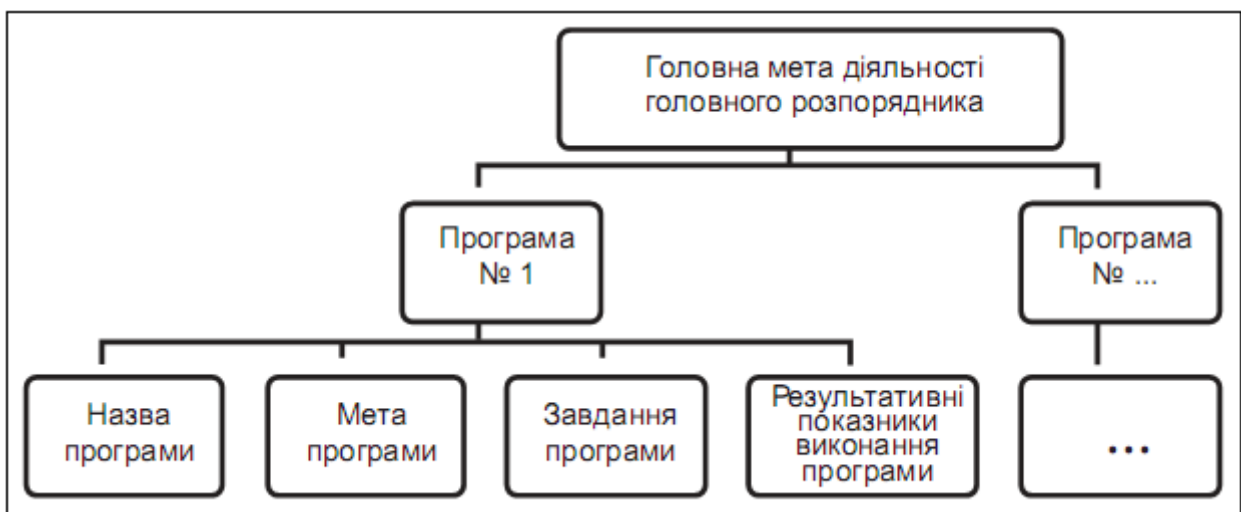 Головна мета діяльності
головного розпорядника
Програма
№ 1
Програма
№ ...
Назва
програми
Мета
програми
Завдання
програми
Результативні
показники
виконання
програми
...